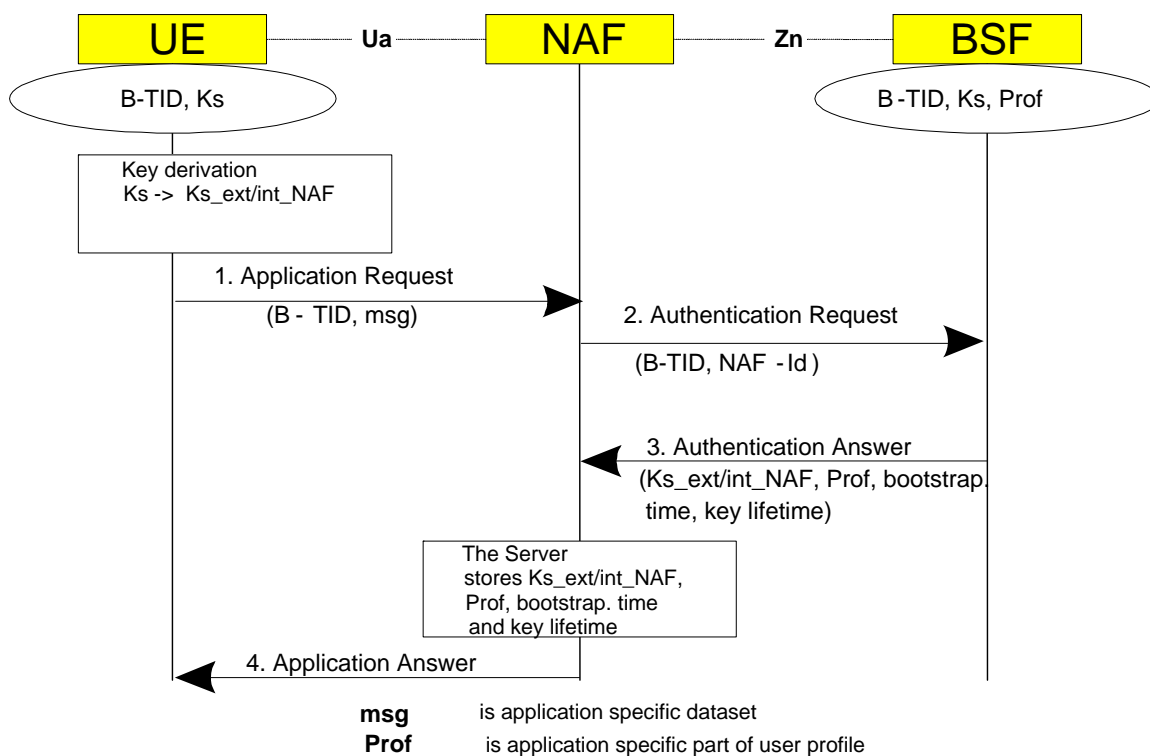 UE
Ua
NAF
Zn
BSF
B-TID, Ks
B -TID, Ks, Prof
Key derivation
Ks -> Ks_ext/int_NAF
1. Application Request
(B - TID, msg)
2. Authentication Request
(B-TID, NAF -Id )
3. Authentication Answer
(Ks_ext/int_NAF, Prof, bootstrap.
time, key lifetime)
The Server
stores Ks_ext/int_NAF,
Prof, bootstrap. time
and key lifetime
4. Application Answer
msg is application specific dataset
Prof is application specific part of user profile